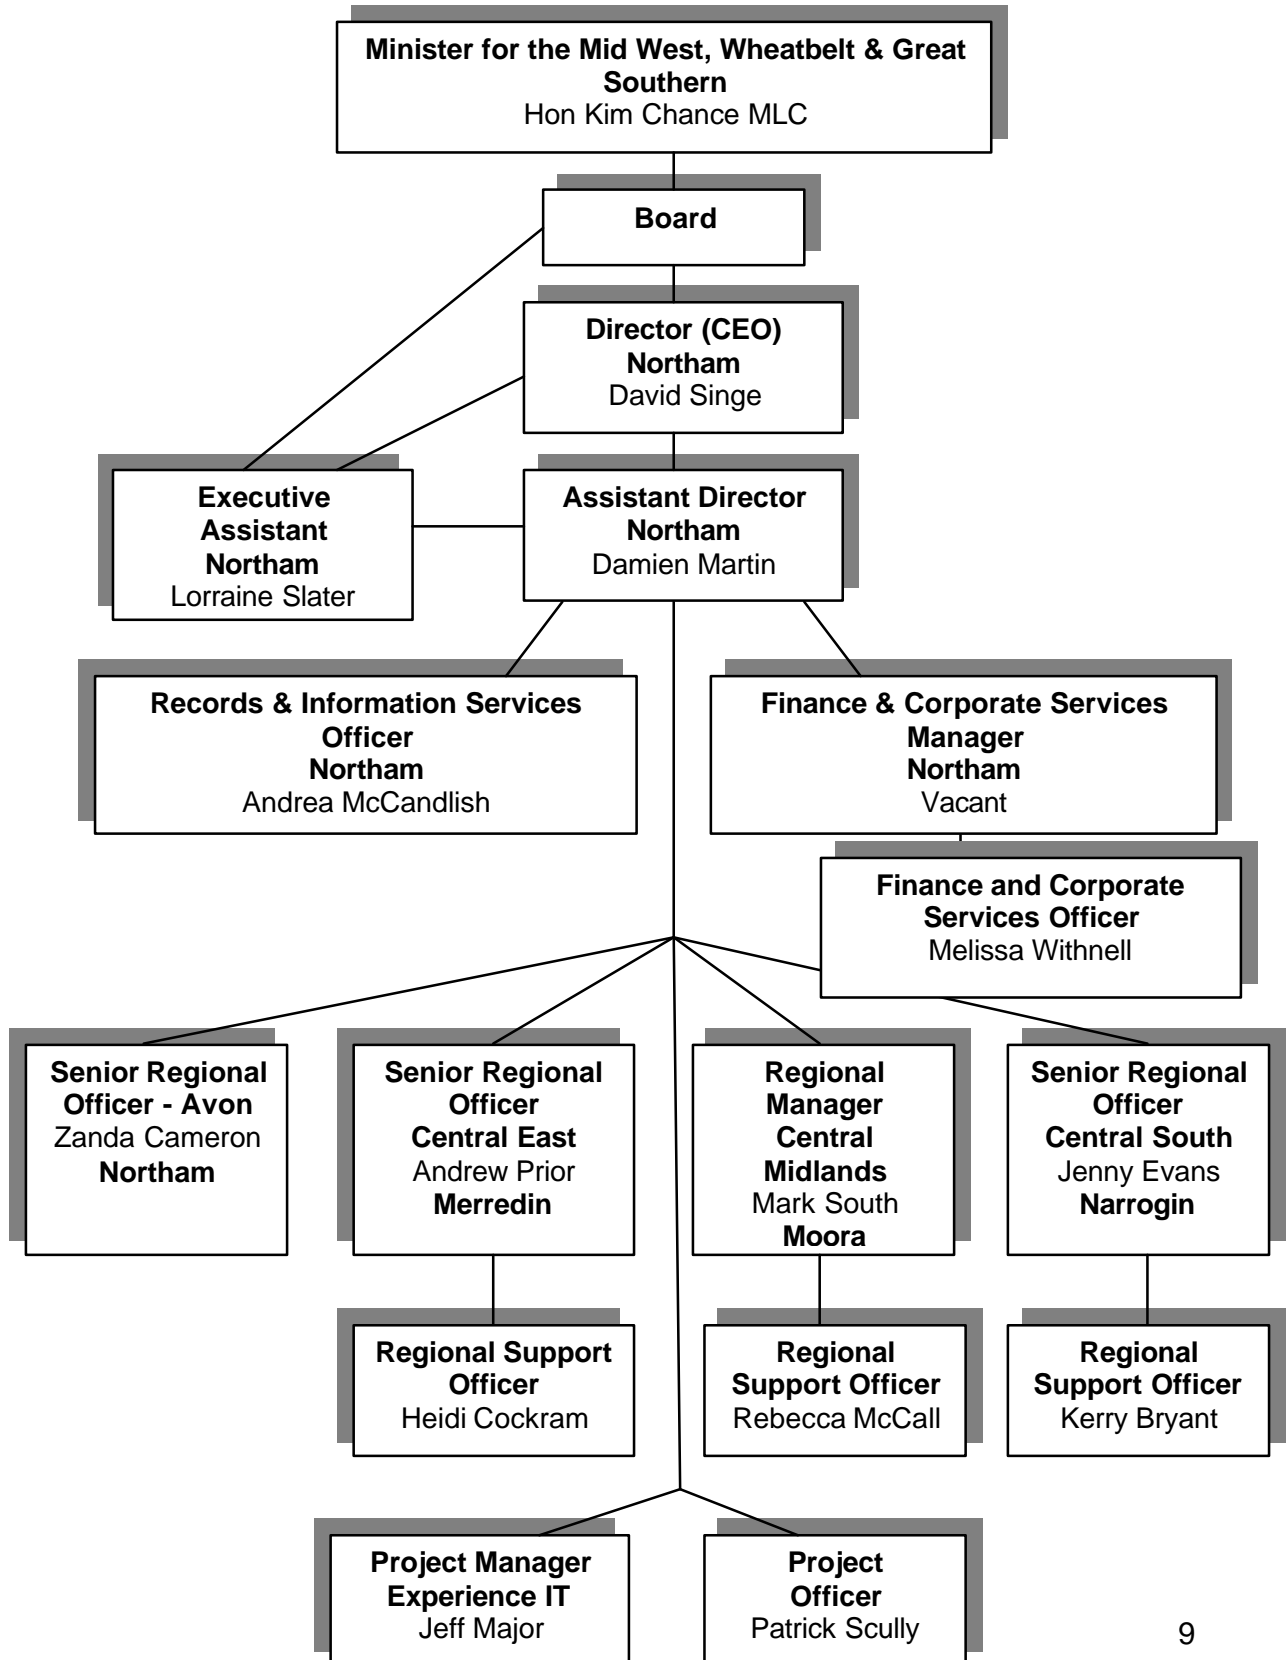 Minister for the Mid West, Wheatbelt & Great
Southern
Hon Kim Chance MLC
Board
Director (CEO)
Northam
David Singe
Executive
Assistant
Northam
Lorraine Slater
Assistant Director
Northam
Damien Martin
Records & Information Services
Officer
Northam
Andrea McCandlish
Finance & Corporate Services
Manager
Northam
Vacant
Finance and Corporate
Services Officer
Melissa Withnell
Senior Regional
Officer - Avon
Zanda Cameron
Northam
Senior Regional
Officer
Central East
Andrew Prior
Merredin
Regional
Manager
Central
Midlands
Mark South
Moora
Senior Regional
Officer
Central South
Jenny Evans
Narrogin
Regional Support
Officer
Heidi Cockram
Regional
Support Officer
Rebecca McCall
Regional
Support Officer
Kerry Bryant
Project Manager
Experience IT
Jeff Major
Project
Officer
Patrick Scully
9